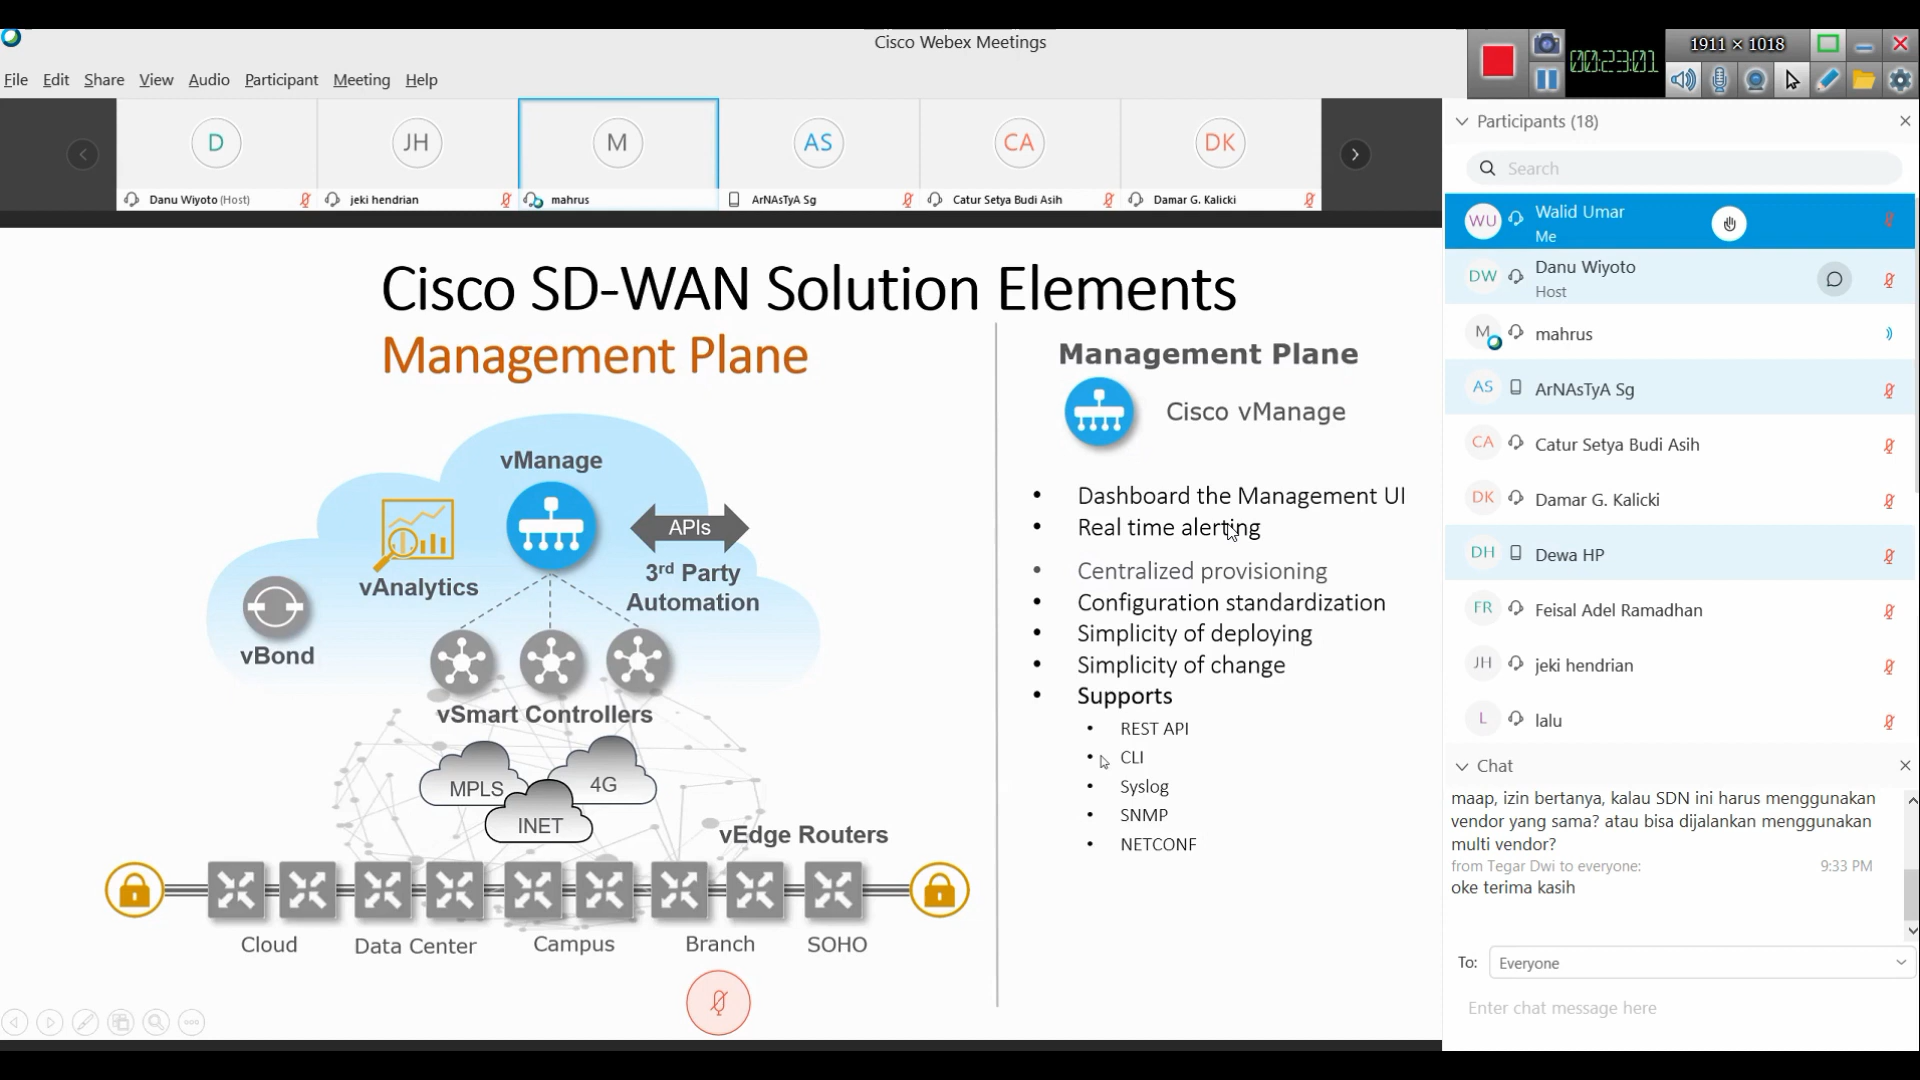 Cisco Webex Meetings
1911 × 1018
00:23:01
File Edit Share View Audio Participant Meeting Help
D
JH
M
AS
CA
DK
Danu Wiyoto (Host)
jeki hendrian
mahrus
ArNAsTyA Sg
Catur Setya Budi Asih
Damar G. Kalicki
Cisco SD-WAN Solution Elements
Management Plane
vManage
APIs
vAnalytics
3rd Party
Automation
vBond
vSmart Controllers
MPLS
4G
INET
vEdge Routers
Cloud
Data Center
Campus
Branch
SOHO
Management Plane
Cisco vManage
• Dashboard the Management UI
• Real time alerting
• Centralized provisioning
• Configuration standardization
• Simplicity of deploying
• Simplicity of change
• Supports
• REST API
• CLI
• Syslog
• SNMP
• NETCONF
Participants (18)
Search
WU Walid Umar
Me
DW Danu Wiyoto
Host
M mahrus
AS ArNAsTyA Sg
CA Catur Setya Budi Asih
DK Damar G. Kalicki
DH Dewa HP
FR Feisal Adel Ramadhan
JH jeki hendrian
L lalu
Chat
maap, izin bertanya, kalau SDN ini harus menggunakan
vendor yang sama? atau bisa dijalankan menggunakan
multi vendor?
from Tegar Dwi to everyone: 9:33 PM
oke terima kasih
To: Everyone
Enter chat message here